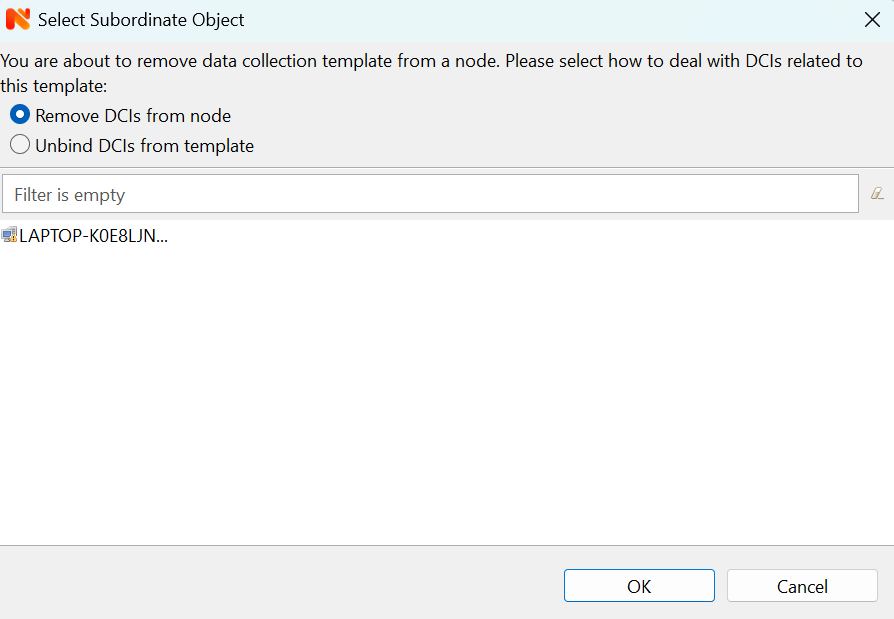 Select Subordinate Object
You are about to remove data collection template from a node. Please select how to deal with DCIs related to
this template:
Remove DCIs from node
Unbind DCIs from template
Filter is empty
LAPTOP-K0E8LJN...
OK
Cancel